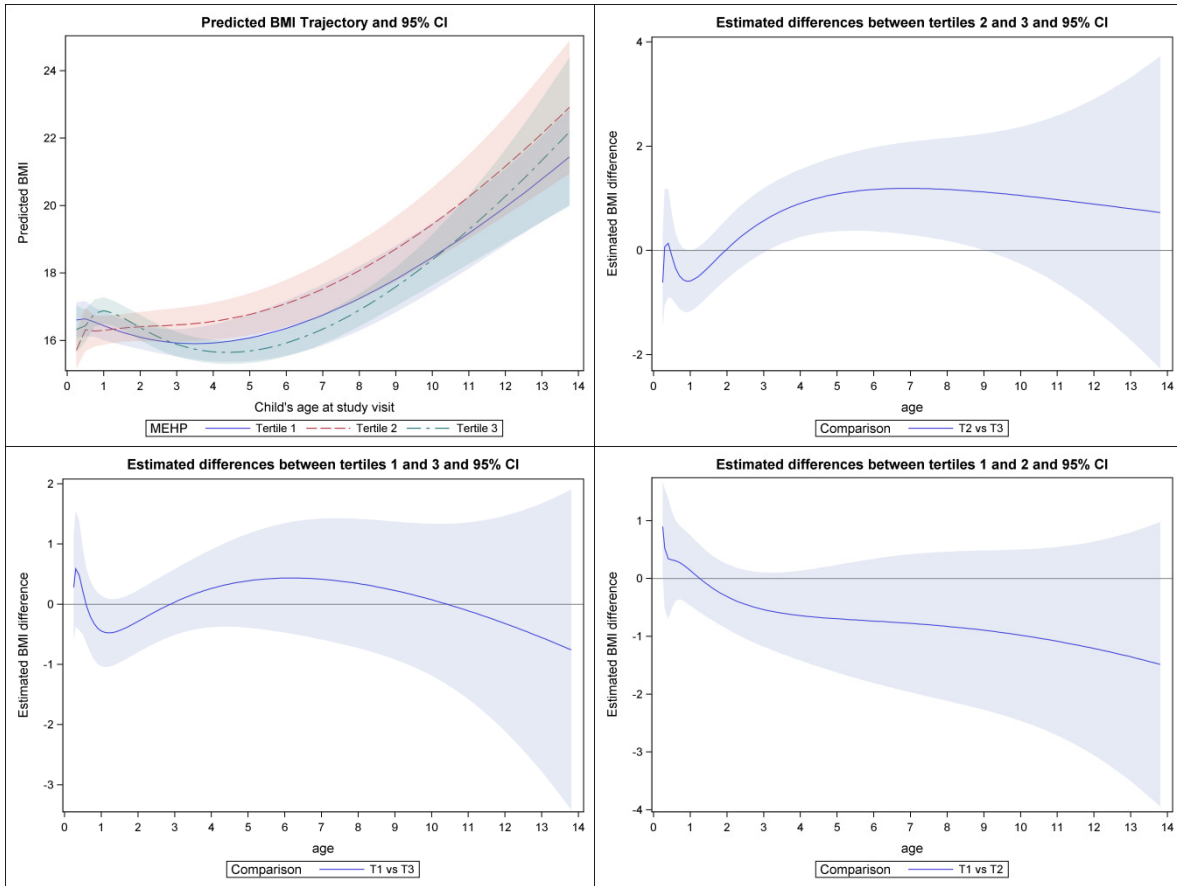 Predicted BMI Trajectory and 95% CI
Predicted BMI
24
22
20
18
16
0 1 2 3 4 5 6 7 8 9 10 11 12 13 14
Child's age at study visit
MEHP Tertile 1 Tertile 2 Tertile 3
Estimated differences between tertiles 2 and 3 and 95% CI
Estimated BMI difference
4
2
0
-2
0 1 2 3 4 5 6 7 8 9 10 11 12 13 14
age
Comparison T2 vs T3
Estimated differences between tertiles 1 and 3 and 95% CI
Estimated BMI difference
2
1
0
-1
-2
-3
0 1 2 3 4 5 6 7 8 9 10 11 12 13 14
age
Comparison T1 vs T3
Estimated differences between tertiles 1 and 2 and 95% CI
Estimated BMI difference
1
0
-1
-2
-3
-4
0 1 2 3 4 5 6 7 8 9 10 11 12 13 14
age
Comparison T1 vs T2